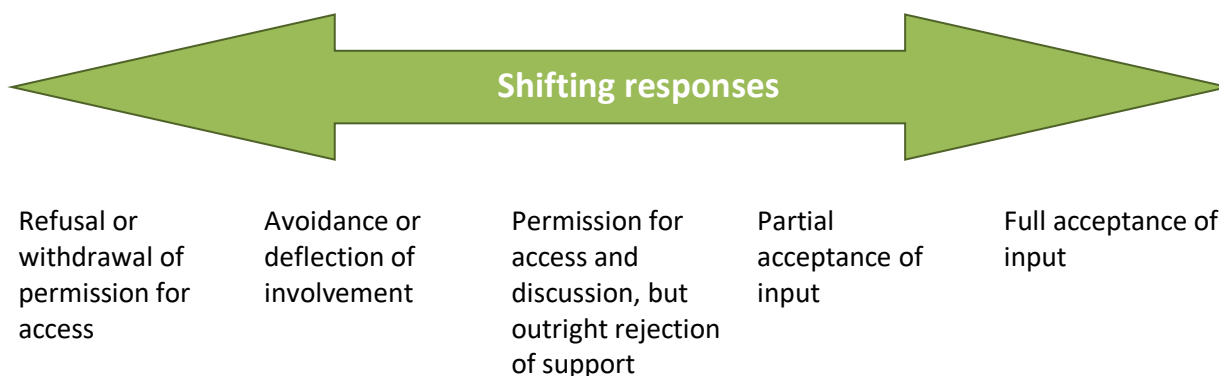 Shifting responses
Refusal or
withdrawal of
permission for
access
Avoidance or
deflection of
involvement
Permission for
access and
discussion, but
outright rejection
of support
Partial
acceptance of
input
Full acceptance of
input